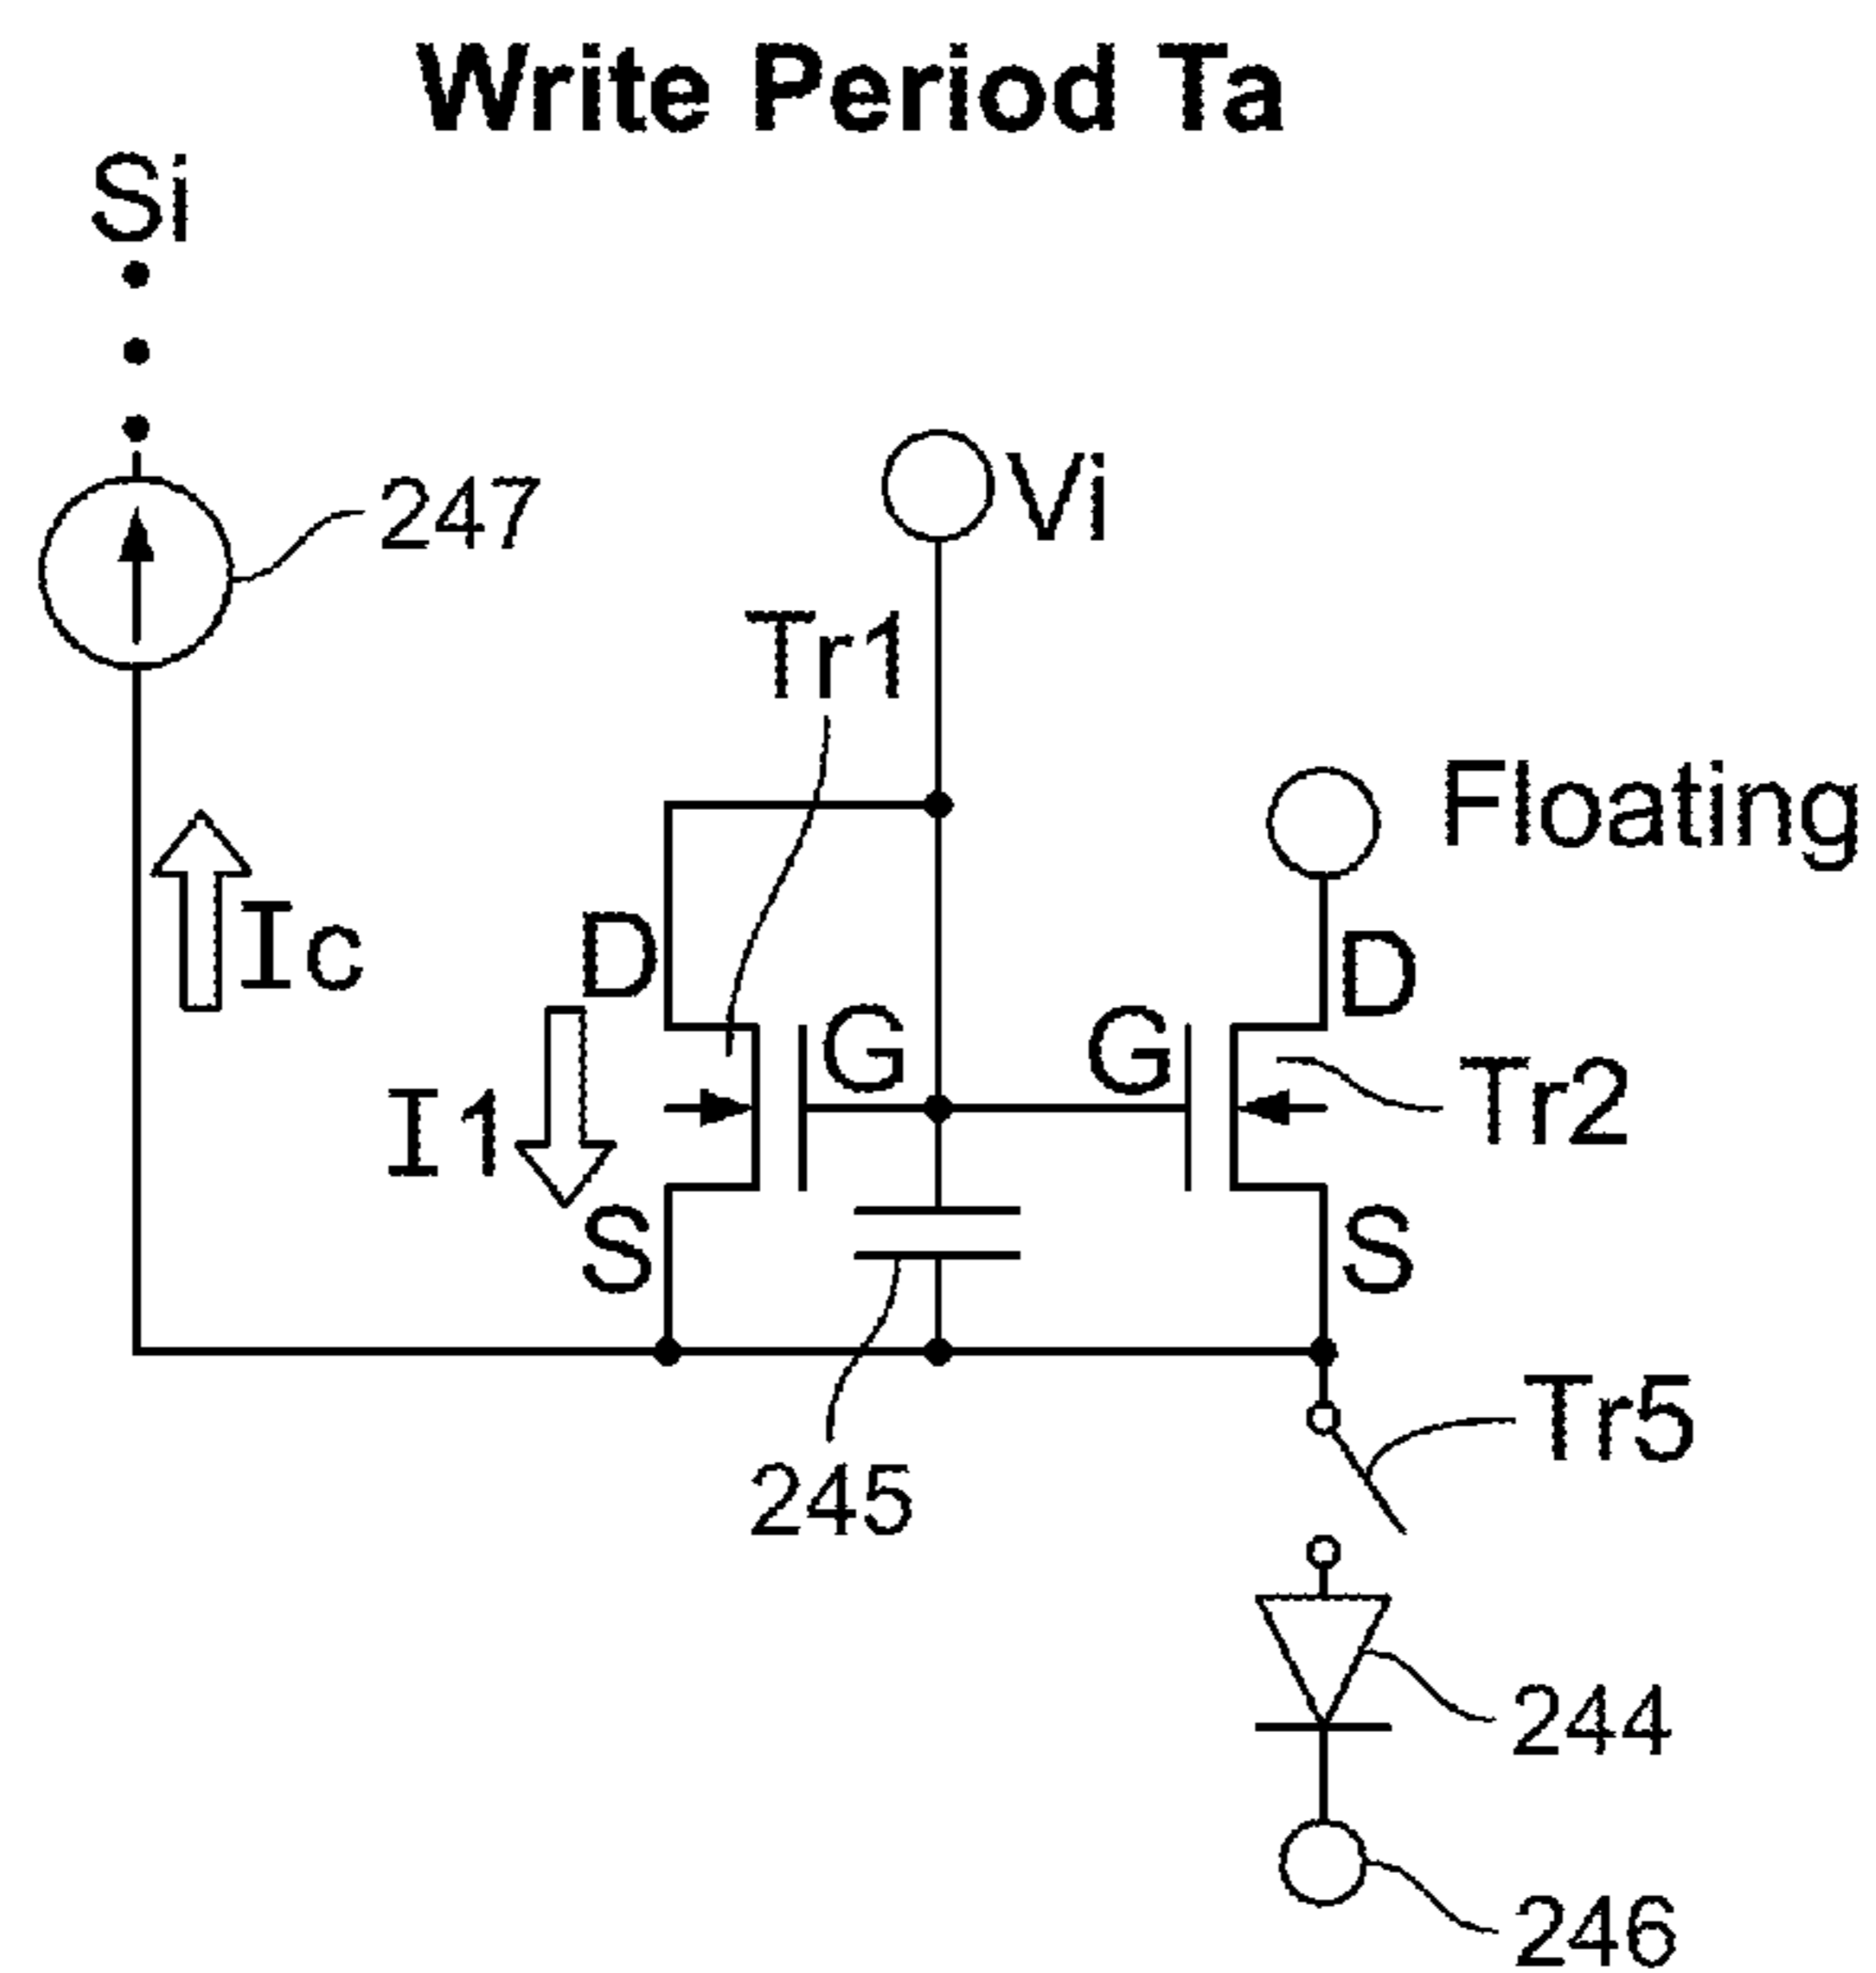 Write Period Ta
Si
247
Vi
Tr1
Floating
Ic
D
D
G
G
I1
Tr2
S
S
Tr5
245
244
246